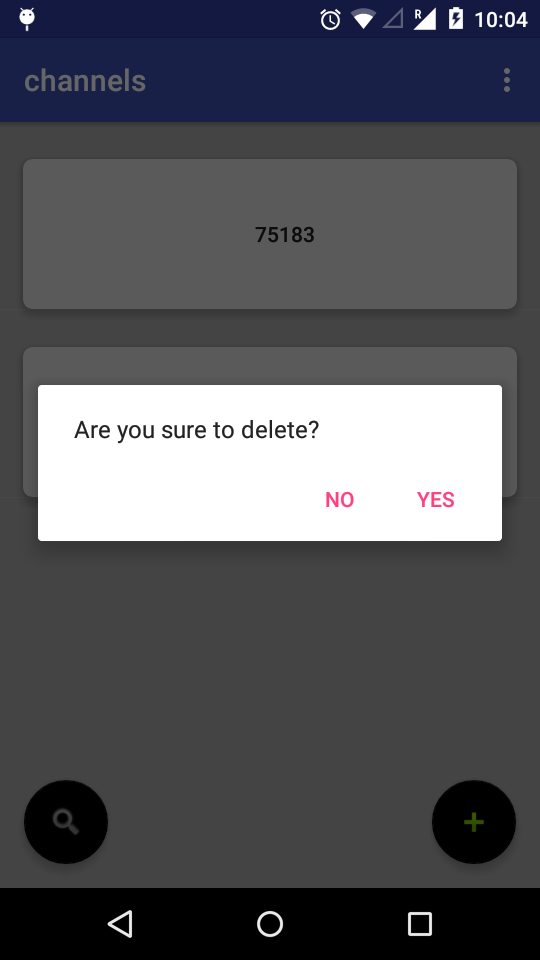 R
10:04
channels
75183
Are you sure to delete?
NO YES